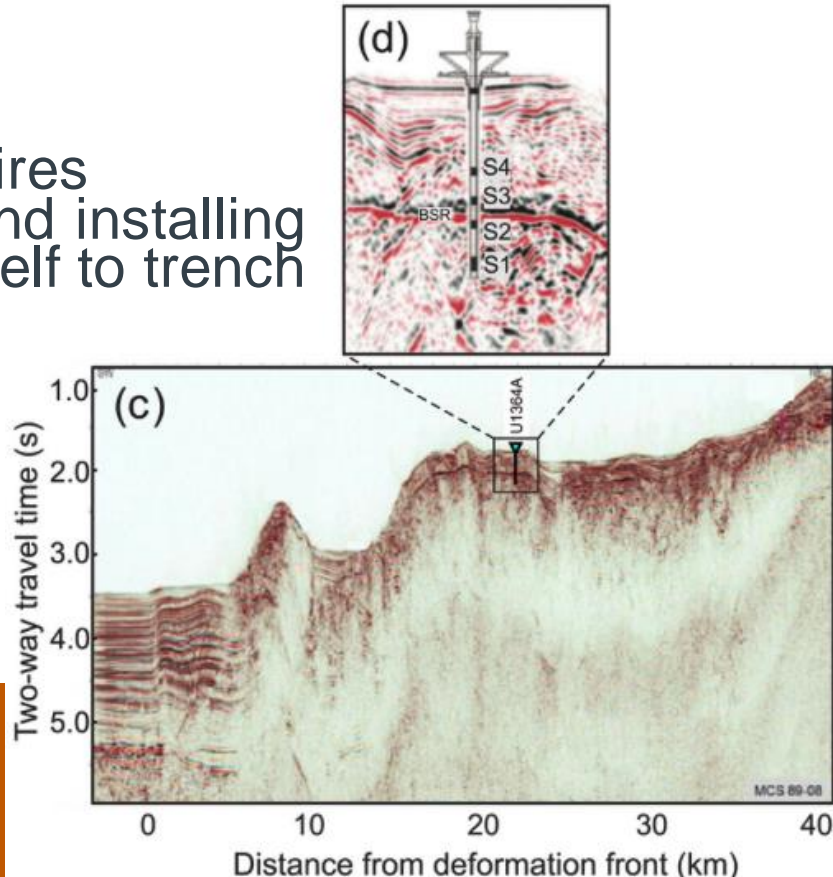 (d)
ires
nd installing
elf to trench
S4
S3
BSR
S2
S1
(c)
U1364A
1.0
2.0
3.0
4.0
5.0
Two-way travel time (s)
MCS 89-08
0 10 20 30 40
Distance from deformation front (km)